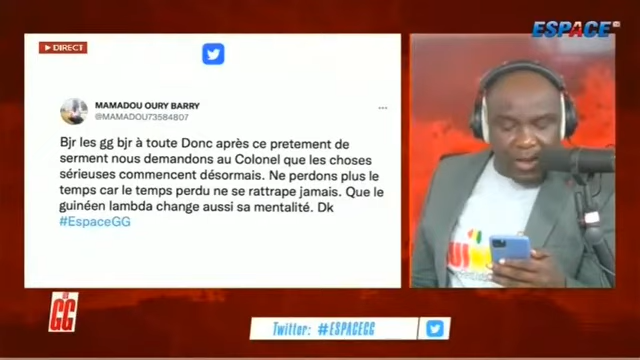 DIRECT
ESPACE
MAMADOU OURY BARRY
@MAMADOU73584807
Bjr les gg bjr à toute Donc après ce pretement de
serment nous demandons au Colonel que les choses
sérieuses commencent désormais. Ne perdons plus le
temps car le temps perdu ne se rattrape jamais. Que le
guinéen lambda change aussi sa mentalité. Dk
#EspaceGG
GG
Twitter: #ESPACEGG